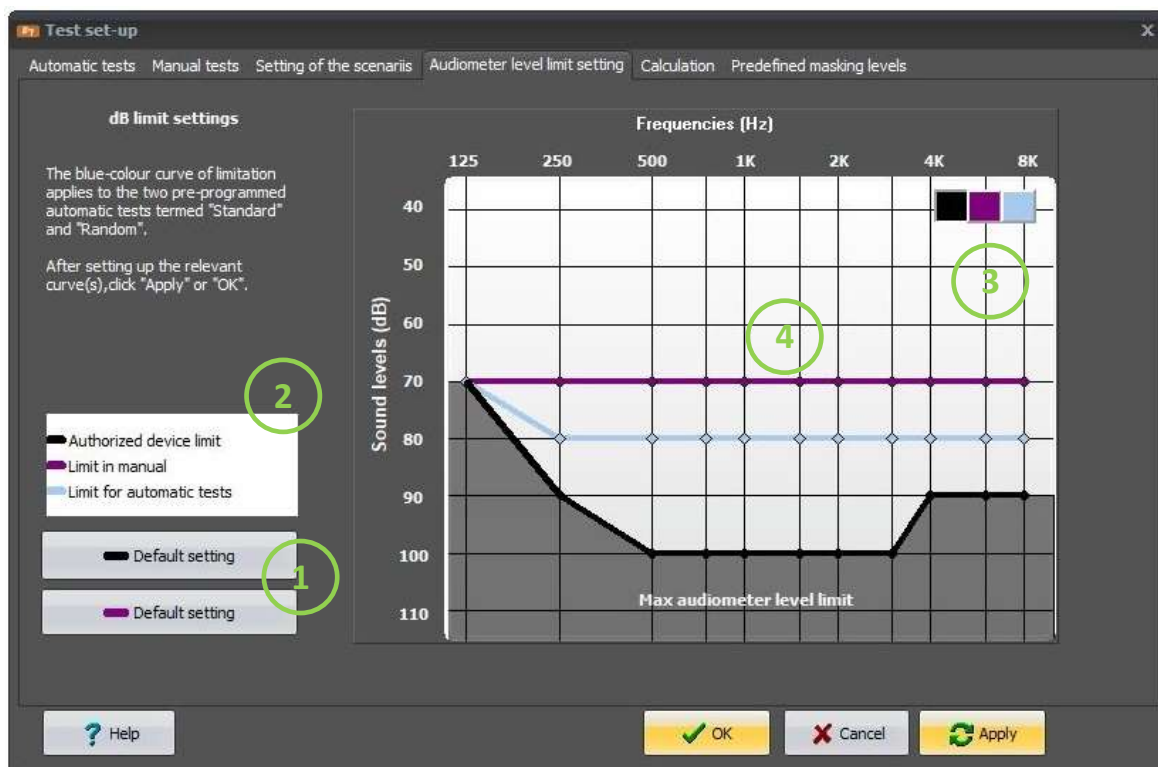 Test set-up
x
Automatic tests Manual tests Setting of the scenariis Audiometer level limit setting Calculation Predefined masking levels
dB limit settings
The blue-colour curve of limitation
applies to the two pre-programmed
automatic tests termed "Standard"
and "Random".
After setting up the relevant
curve(s),click "Apply" or "OK".
2
Authorized device limit
Limit in manual
Limit for automatic tests
Default setting
1
Default setting
Frequencies (Hz)
125 250 500 1K 2K 4K 8K
Sound levels (dB)
40
50
60
70
80
90
100
110
3
4
Max audiometer level limit
? Help
OK
Cancel
Apply